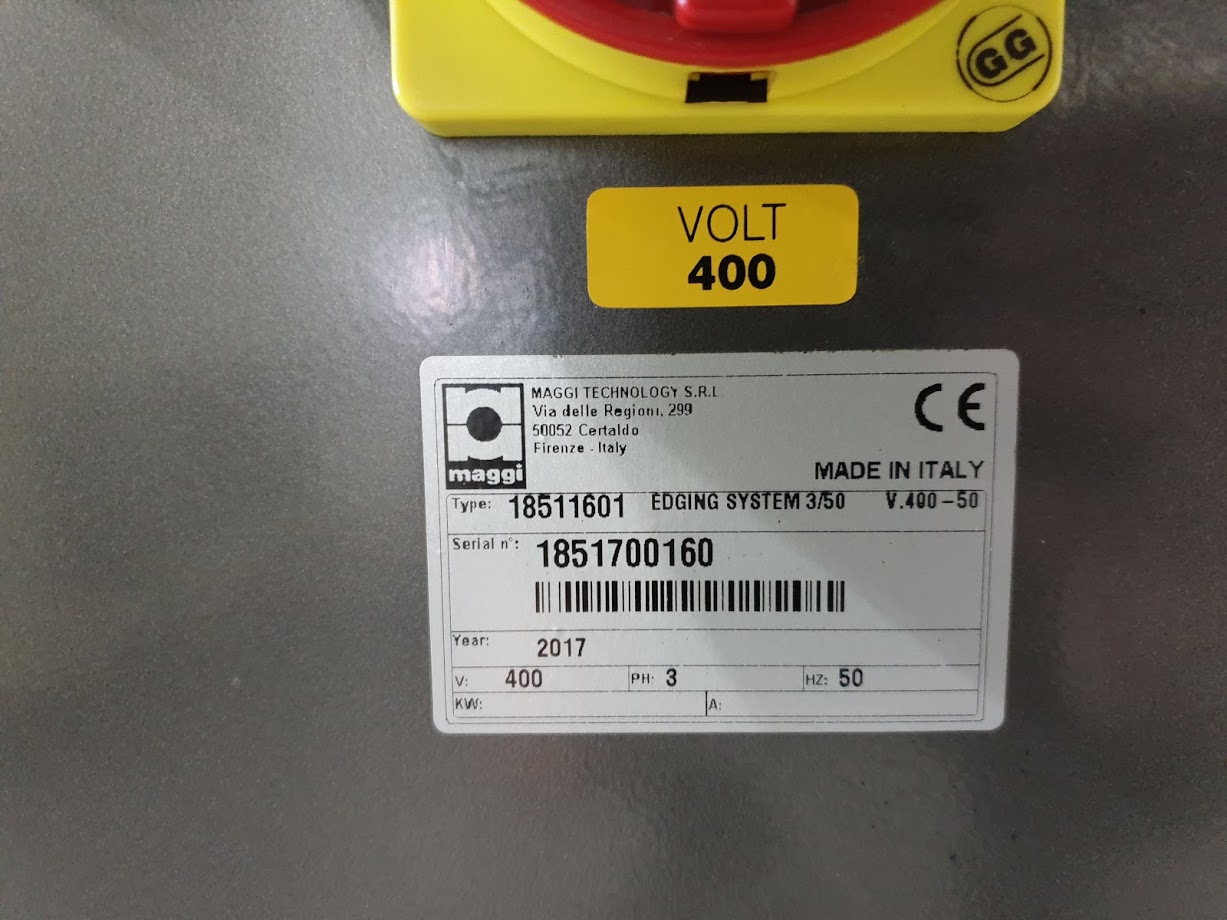 GG
VOLT
400
maggi
MAGGI TECHNOLOGY S.R.L.
Via delle Regioni, 299
50052 Certaldo
Firenze - Italy
CE
MADE IN ITALY
Type: 18511601 EDGING SYSTEM 3/50 V.400-50
Serial n°: 1851700160
Year: 2017
V: 400 PH: 3 HZ: 50
KW: A: